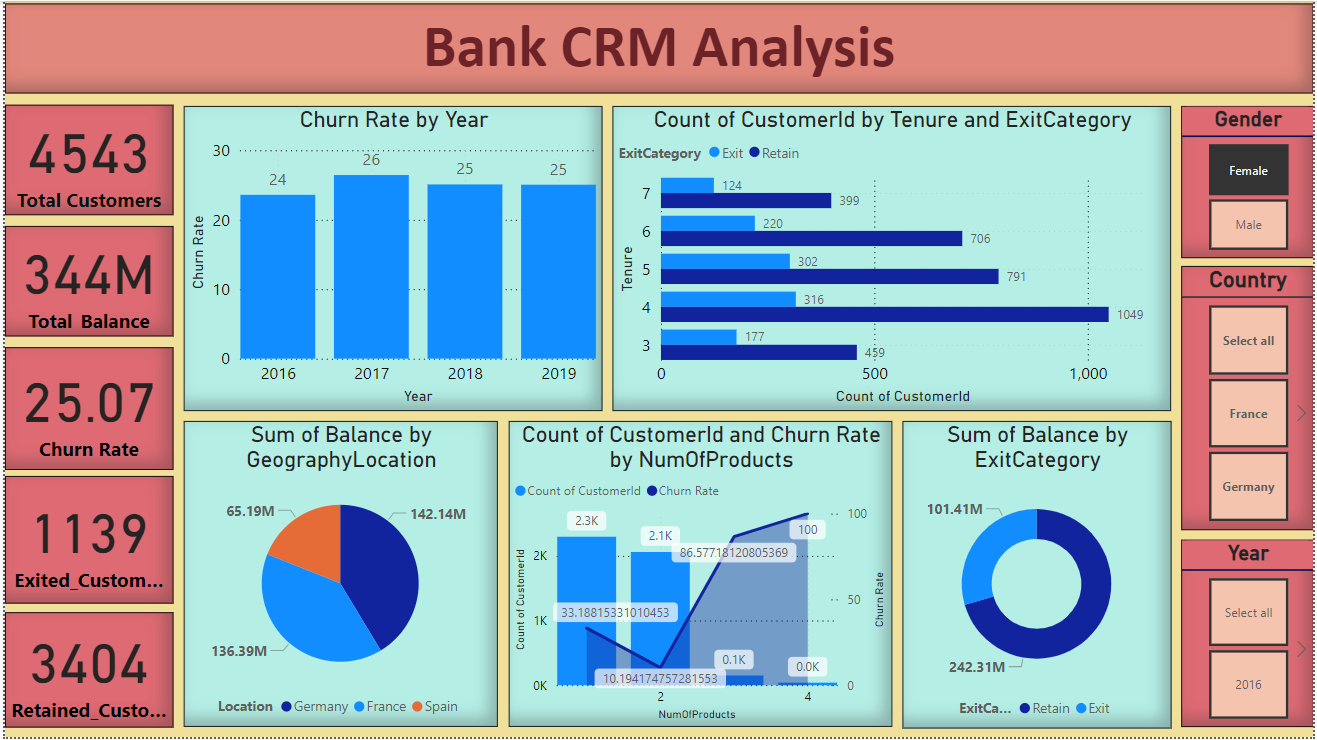 Bank CRM Analysis
4543
Total Customers
344M
Total Balance
25.07
Churn Rate
1139
Exited_Custom...
3404
Retained_Custo...
Churn Rate by Year
Churn Rate
30
20
10
0
24
26
25
25
2016
2017
2018
2019
Year
Count of CustomerId by Tenure and ExitCategory
ExitCategory Exit Retain
Tenure
7
124
399
6
220
706
5
302
791
4
316
1049
3
177
459
0
500
1,000
Count of CustomerId
Gender
Female
Male
Country
Select all
France
Germany
Year
Select all
2016
Sum of Balance by
GeographyLocation
65.19M
142.14M
136.39M
Location Germany France Spain
Count of CustomerId and Churn Rate
by NumOfProducts
Count of CustomerId Churn Rate
Count of CustomerId
2K
1K
0K
2.3K
2.1K
0.1K
0.0K
33.18815331010453
10.194174757281553
86.57718120805369
100
100
50
0
Churn Rate
2
4
NumOfProducts
Sum of Balance by
ExitCategory
101.41M
242.31M
ExitCa... Retain Exit